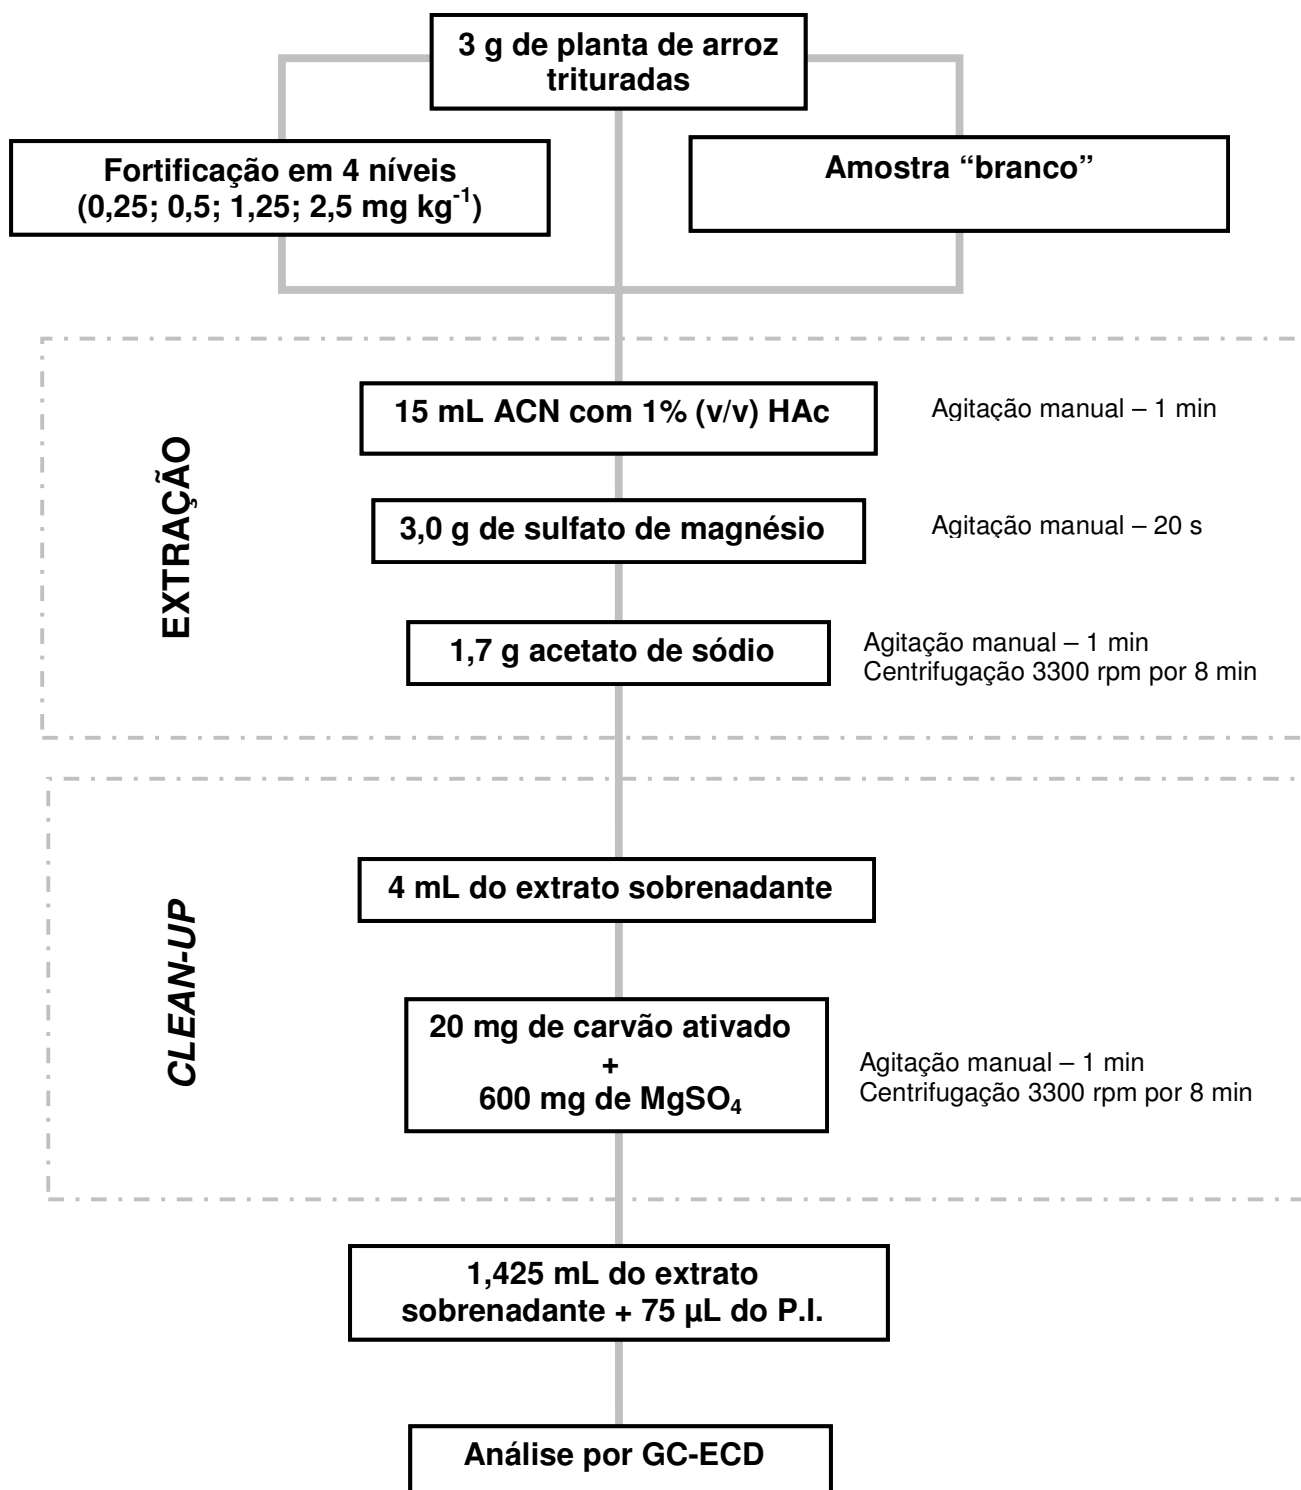 3 g de planta de arroz
trituradas
Fortificação em 4 níveis
(0,25; 0,5; 1,25; 2,5 mg kg⁻¹)
Amostra “branco”
EXTRAÇÃO
15 mL ACN com 1% (v/v) HAc
Agitação manual – 1 min
3,0 g de sulfato de magnésio
Agitação manual – 20 s
1,7 g acetato de sódio
Agitação manual – 1 min
Centrifugação 3300 rpm por 8 min
CLEAN-UP
4 mL do extrato sobrenadante
20 mg de carvão ativado
+
600 mg de MgSO₄
Agitação manual – 1 min
Centrifugação 3300 rpm por 8 min
1,425 mL do extrato
sobrenadante + 75 µL do P.I.
Análise por GC-ECD